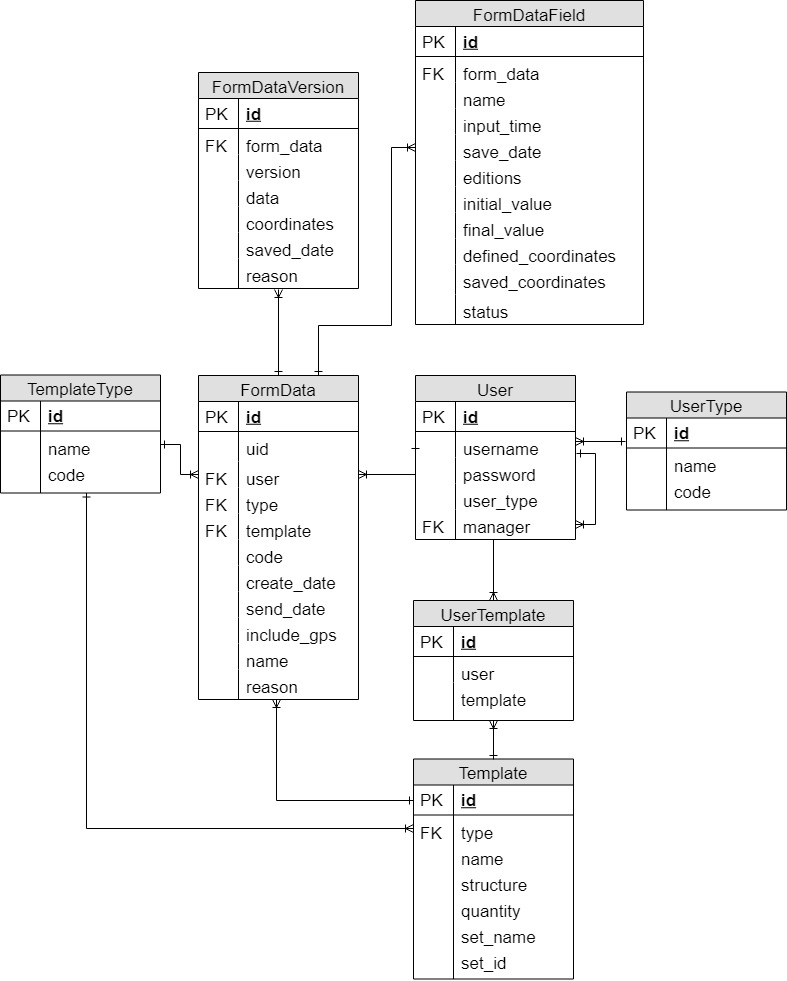 FormDataField
PK id
FK form_data
name
input_time
save_date
editions
initial_value
final_value
defined_coordinates
saved_coordinates
status
FormDataVersion
PK id
FK form_data
version
data
coordinates
saved_date
reason
TemplateType
PK id
name
code
FormData
PK id
uid
FK user
FK type
FK template
code
create_date
send_date
include_gps
name
reason
User
PK id
username
password
user_type
FK manager
UserType
PK id
name
code
UserTemplate
PK id
user
template
Template
PK id
FK type
name
structure
quantity
set_name
set_id